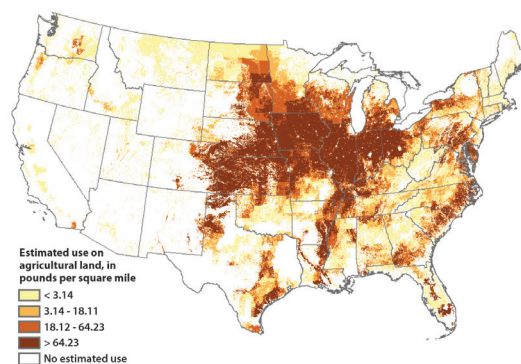 Estimated use on
agricultural land, in
pounds per square mile
< 3.14
3.14 - 18.11
18.12 - 64.23
> 64.23
No estimated use